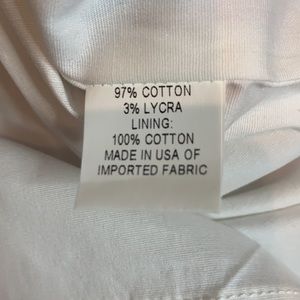 97% COTTON
3% LYCRA
LINING:
100% COTTON
MADE IN USA OF
IMPORTED FABRIC